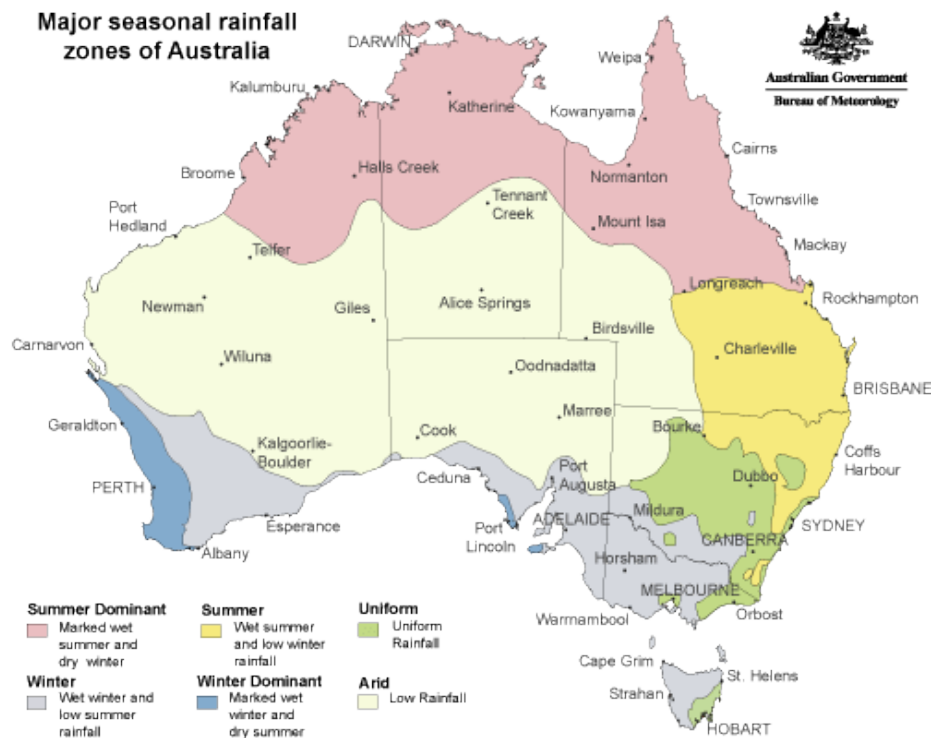 Major seasonal rainfall
zones of Australia
Australian Government
Bureau of Meteorology
DARWIN
Weipa
Kalumburu
Katherine
Kowanyama
Cairns
Broome
Halls Creek
Normanton
Port
Hedland
Tennant
Creek
Townsville
Mount Isa
Telfer
Mackay
Newman
Giles
Alice Springs
Longreach
Rockhampton
Carnarvon
Wiluna
Birdsville
Charleville
Oodnadatta
BRISBANE
Geraldton
Kalgoorlie-
Boulder
Cook
Marree
Bourke
Coffs
Harbour
PERTH
Ceduna
Port
Augusta
Dubbo
Esperance
Albany
Port
Lincoln
ADELAIDE
Mildura
SYDNEY
CANBERRA
Horsham
MELBOURNE
Warrnambool
Orbost
Cape Grim
St. Helens
Strahan
HOBART
Summer Dominant
Marked wet
summer and
dry winter
Summer
Wet summer
and low winter
rainfall
Uniform
Uniform
Rainfall
Winter
Wet winter and
low summer
rainfall
Winter Dominant
Marked wet
winter and
dry summer
Arid
Low Rainfall